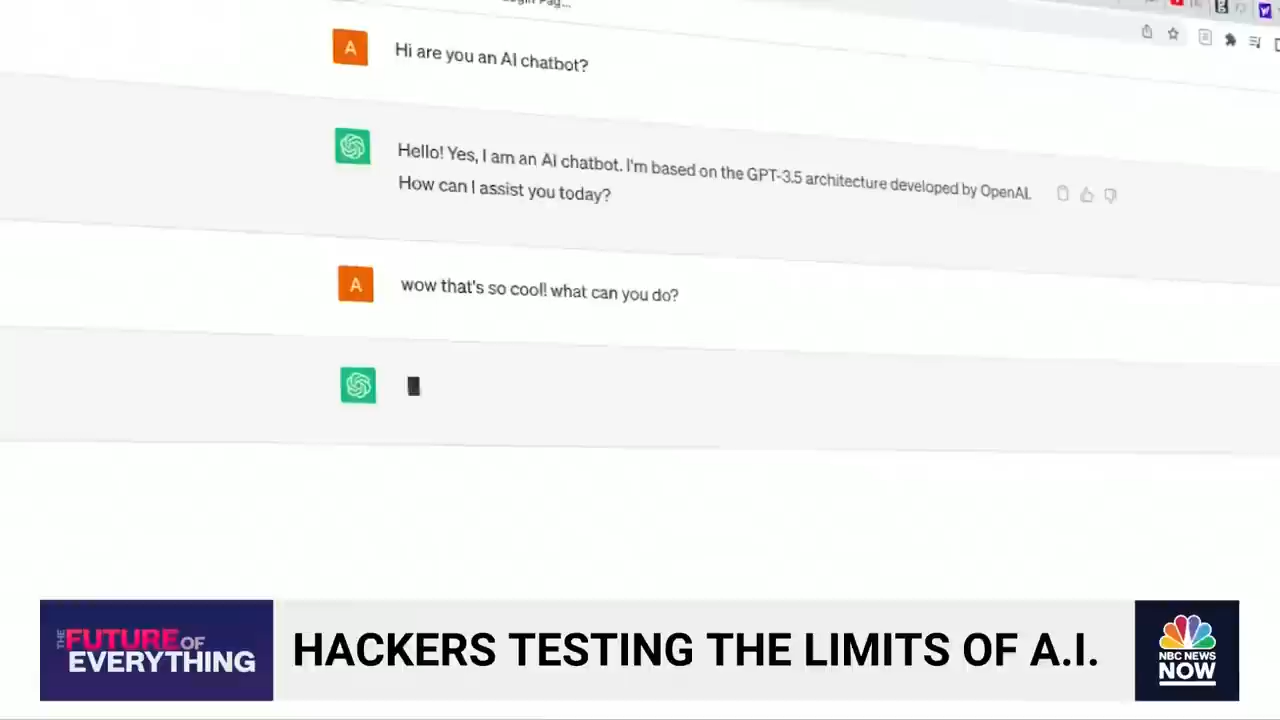 A
Hi are you an AI chatbot?
Hello! Yes, I am an AI chatbot. I'm based on the GPT-3.5 architecture developed by OpenAI.
How can I assist you today?
A
wow that's so cool! what can you do?
THE FUTURE OF
EVERYTHING
HACKERS TESTING THE LIMITS OF A.I.
NBC NEWS
NOW